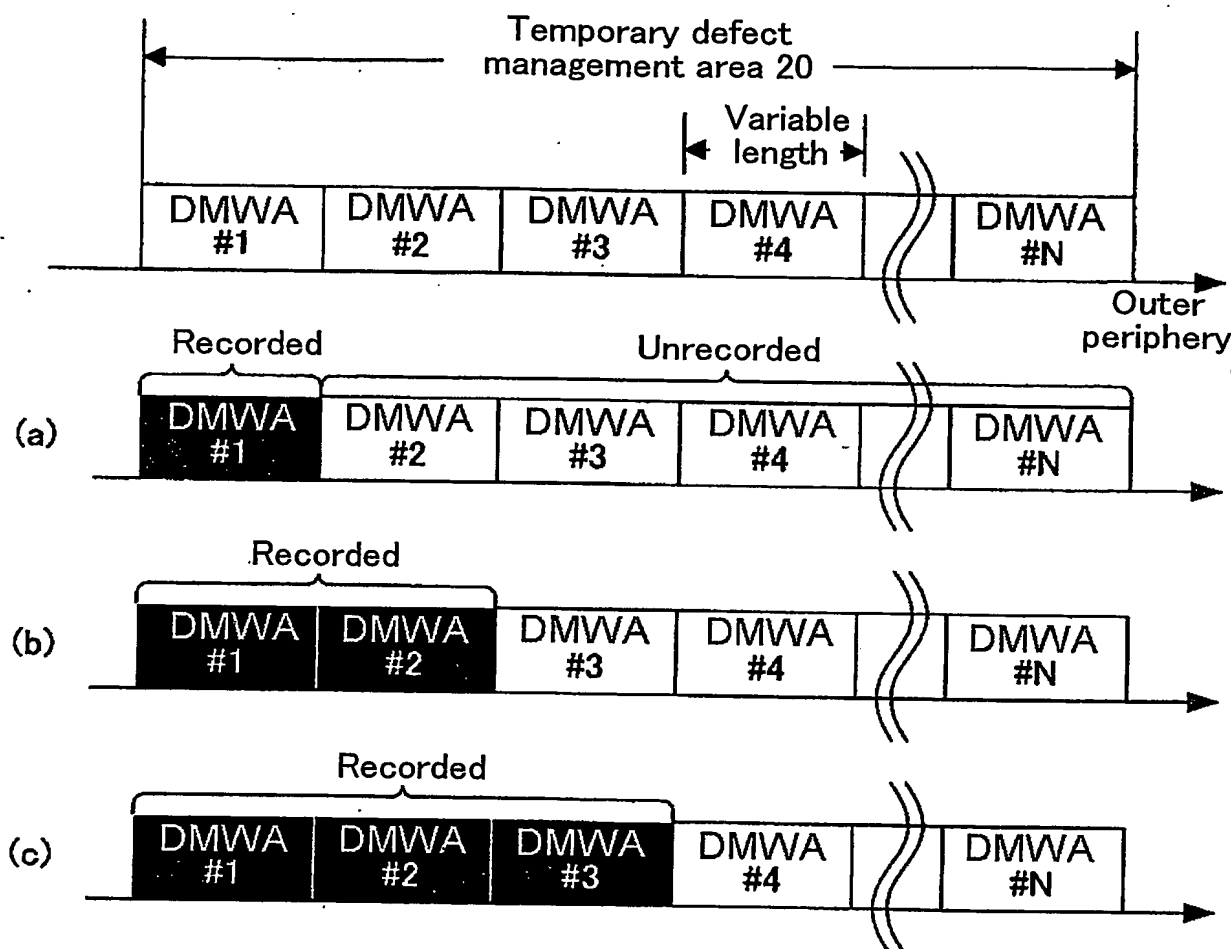 Temporary defect
management area 20
Variable
length
DMWA #1
DMWA #2
DMWA #3
DMWA #4
DMWA #N
Outer
periphery
Recorded
Unrecorded
(a)
DMWA #1
DMWA #2
DMWA #3
DMWA #4
DMWA #N
Recorded
(b)
DMWA #1
DMWA #2
DMWA #3
DMWA #4
DMWA #N
Recorded
(c)
DMWA #1
DMWA #2
DMWA #3
DMWA #4
DMWA #N